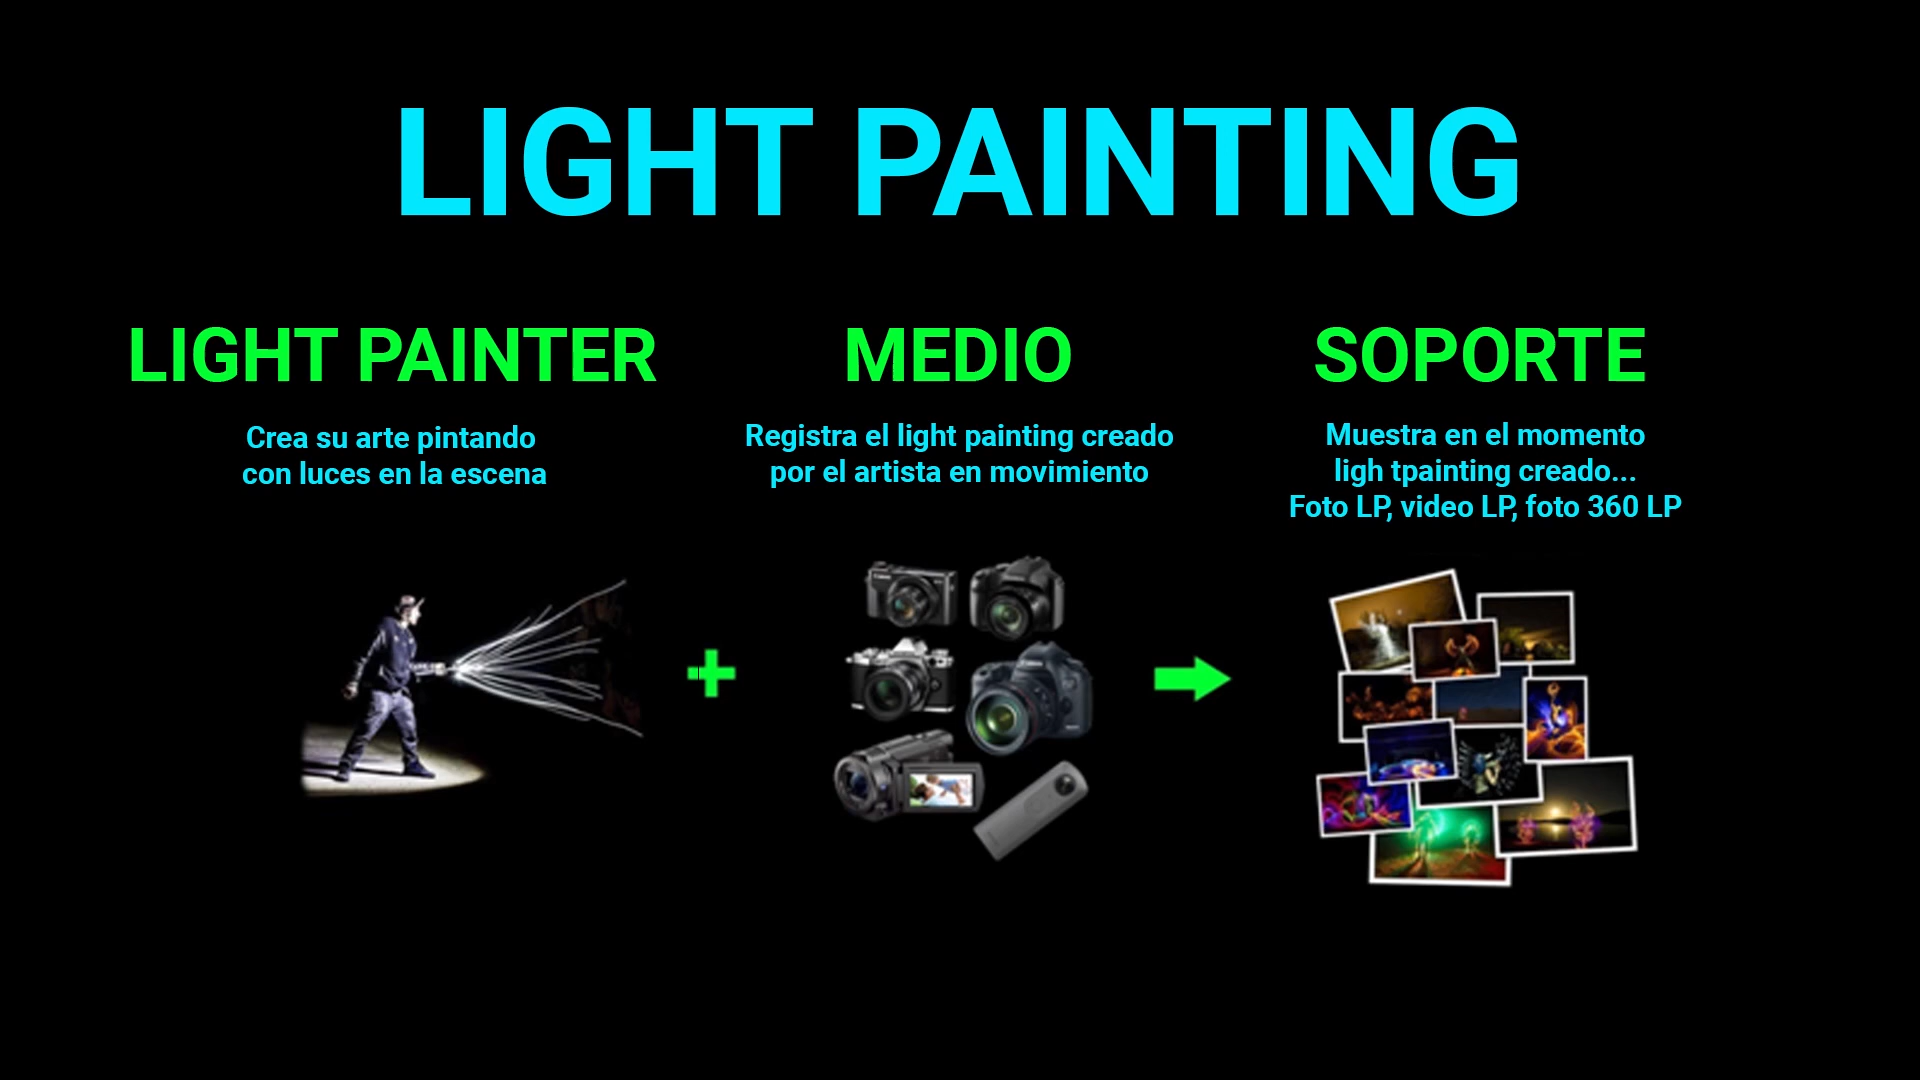 LIGHT PAINTING
LIGHT PAINTER
Crea su arte pintando
con luces en la escena
MEDIO
Registra el light painting creado
por el artista en movimiento
SOPORTE
Muestra en el momento
ligh tpainting creado...
Foto LP, video LP, foto 360 LP